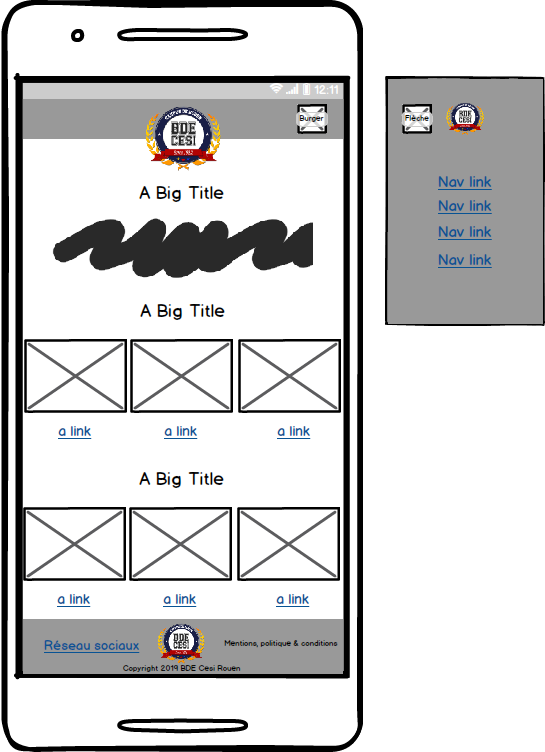 12:11
BDE
CESI
Burger
A Big Title
A Big Title
a link
a link
a link
A Big Title
a link
a link
a link
Réseau sociaux
BDE
CESI
Mentions, politique & conditions
Copyright 2019 BDE Cesi Rouen
Flèche
BDE
CESI
Nav link
Nav link
Nav link
Nav link